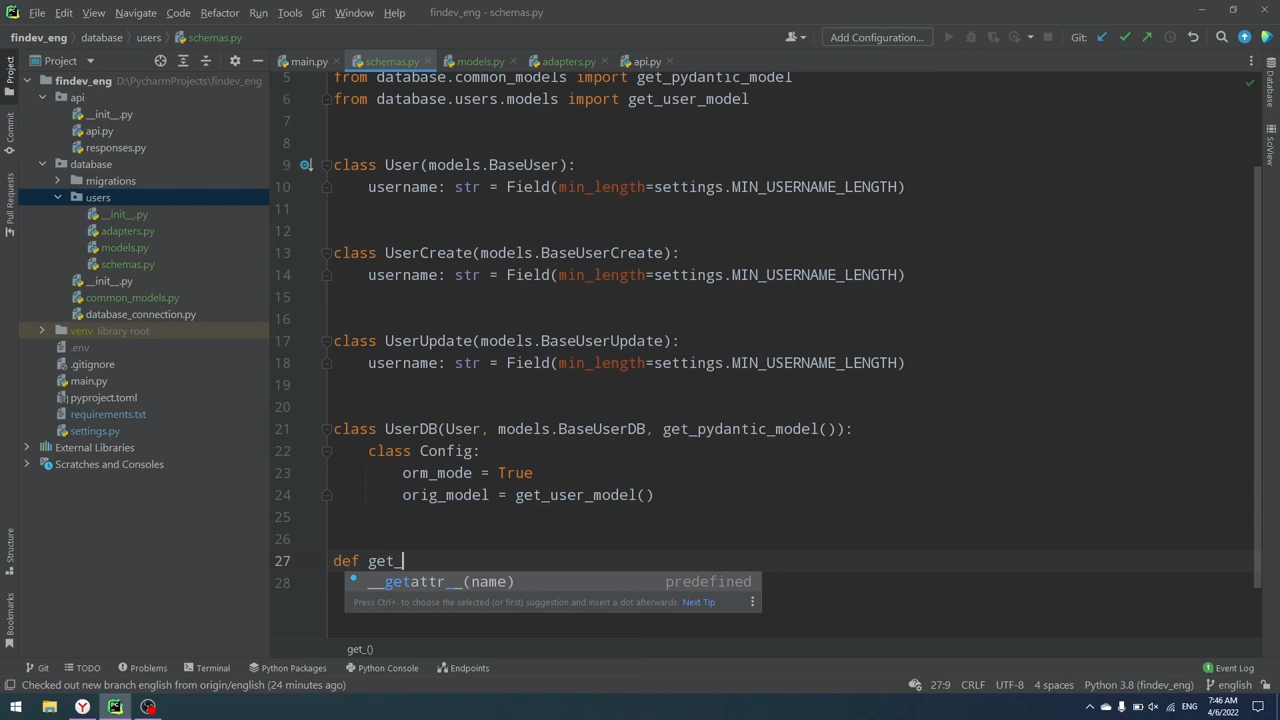 File Edit View Navigate Code Refactor Run Tools Git Window Help findev_eng - schemas.py
findev_eng database users schemas.py Add Configuration... Git:
Project main.py schemas.py models.py adapters.py api.py
findev_eng D:\PycharmProjects\findev_eng
api
__init__.py
api.py
responses.py
database
migrations
users
__init__.py
adapters.py
models.py
schemas.py
__init__.py
common_models.py
database_connection.py
venv library root
.env
.gitignore
main.py
pyproject.toml
requirements.txt
settings.py
External Libraries
Scratches and Consoles
Project
Commit
Pull Requests
Structure
Bookmarks
5 from database.common_models import get_pydantic_model
6 from database.users.models import get_user_model
7
8
9 class User(models.BaseUser):
10 username: str = Field(min_length=settings.MIN_USERNAME_LENGTH)
11
12
13 class UserCreate(models.BaseUserCreate):
14 username: str = Field(min_length=settings.MIN_USERNAME_LENGTH)
15
16
17 class UserUpdate(models.BaseUserUpdate):
18 username: str = Field(min_length=settings.MIN_USERNAME_LENGTH)
19
20
21 class UserDB(User, models.BaseUserDB, get_pydantic_model()):
22 class Config:
23 orm_mode = True
24 orig_model = get_user_model()
25
26
27 def get_
28
__getattr__(name) predefined
Press Ctrl+. to choose the selected (or first) suggestion and insert a dot afterwards Next Tip
get_()
Database
SciView
Git TODO Problems Terminal Python Packages Python Console Endpoints Event Log
Checked out new branch english from origin/english (24 minutes ago) 27:9 CRLF UTF-8 4 spaces Python 3.8 (findev_eng) english
ENG 7:46 AM
4/6/2022